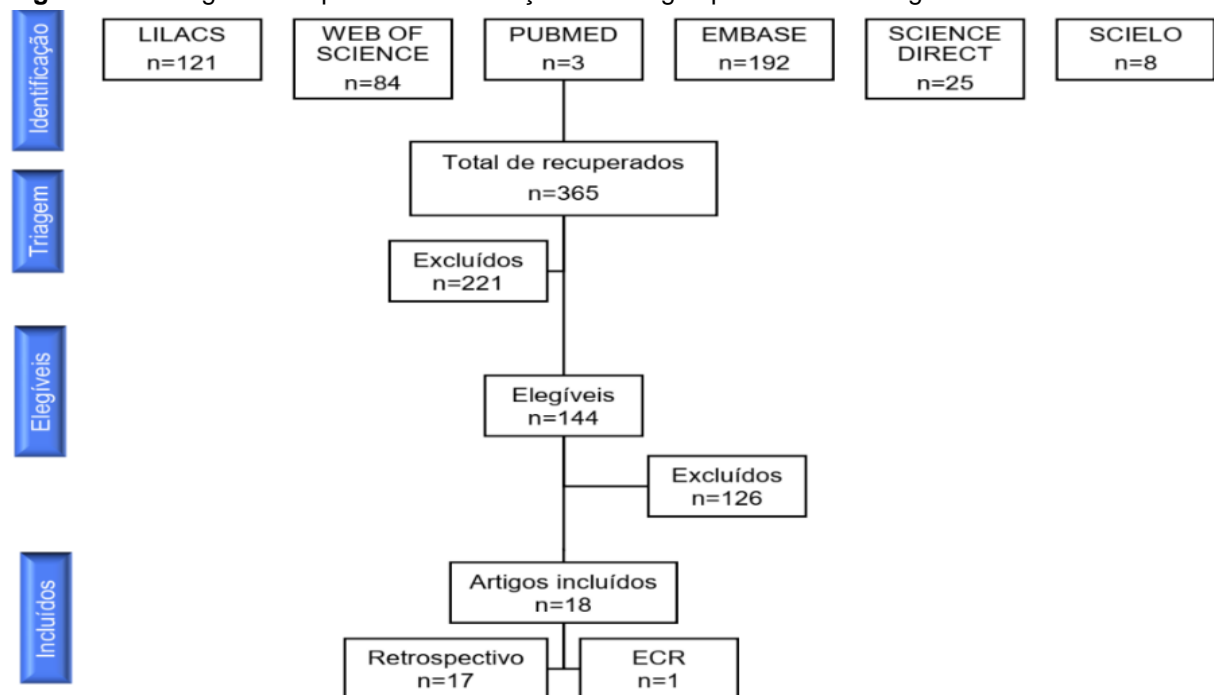 Identificação
LILACS
n=121
WEB OF
SCIENCE
n=84
PUBMED
n=3
EMBASE
n=192
SCIENCE
DIRECT
n=25
SCIELO
n=8
Triagem
Total de recuperados
n=365
Excluídos
n=221
Elegíveis
Elegíveis
n=144
Excluídos
n=126
Incluídos
Artigos incluídos
n=18
Retrospectivo
n=17
ECR
n=1